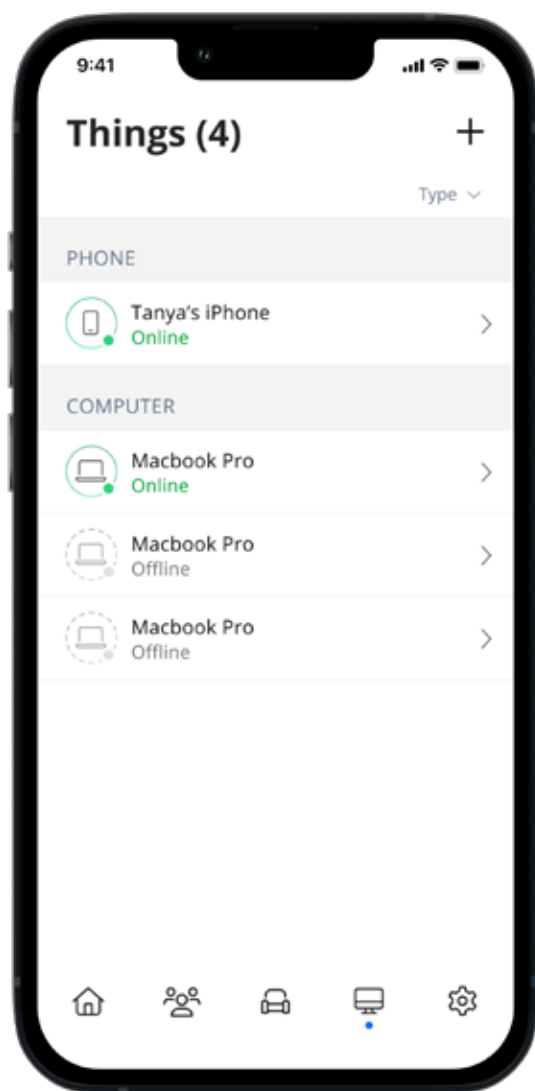 9:41
Things (4)
Type
PHONE
Tanya’s iPhone
Online
COMPUTER
Macbook Pro
Online
Macbook Pro
Offline
Macbook Pro
Offline